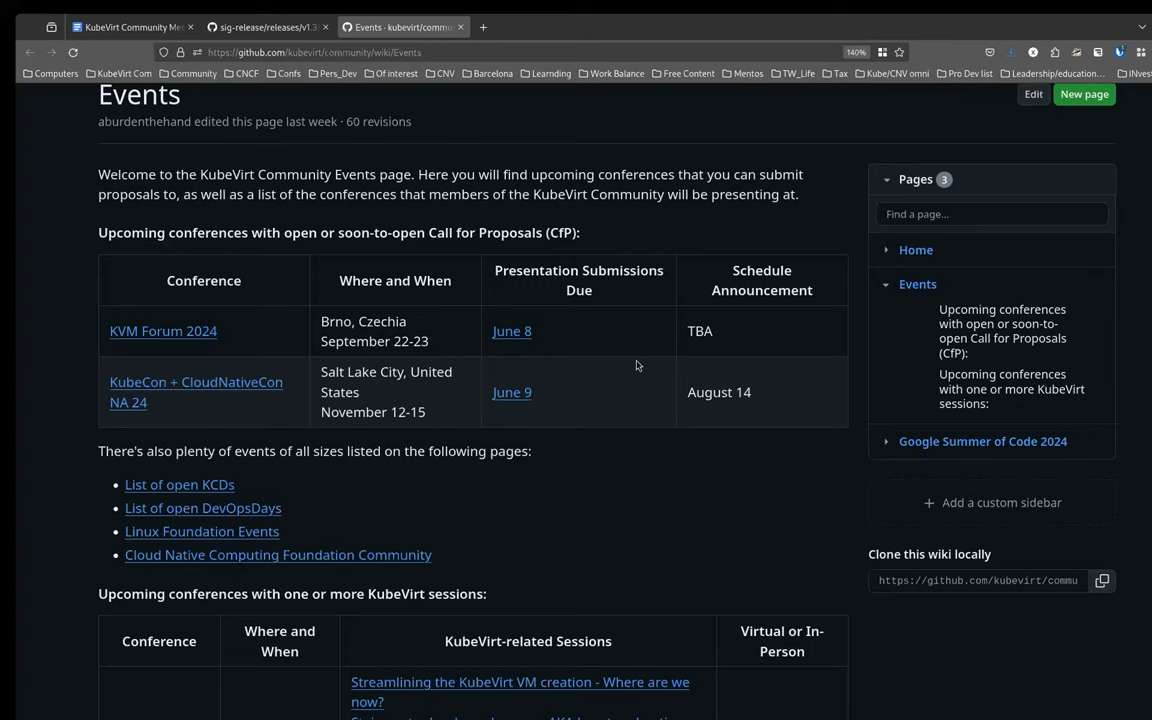 KubeVirt Community Me
sig-release/releases/v1.3
Events · kubevirt/commu
https://github.com/kubevirt/community/wiki/Events
140%
Computers
KubeVirt Com
Community
CNCF
Confs
Pers_Dev
Of interest
CNV
Barcelona
Learnding
Work Balance
Free Content
Mentos
TW_Life
Tax
Kube/CNV omni
Pro Dev list
Leadership/education...
INvest
Events
Edit
New page
aburdenthehand edited this page last week · 60 revisions
Welcome to the KubeVirt Community Events page. Here you will find upcoming conferences that you can submit
proposals to, as well as a list of the conferences that members of the KubeVirt Community will be presenting at.
Upcoming conferences with open or soon-to-open Call for Proposals (CfP):
Conference
Where and When
Presentation Submissions
Due
Schedule
Announcement
KVM Forum 2024
Brno, Czechia
September 22-23
June 8
TBA
KubeCon + CloudNativeCon
NA 24
Salt Lake City, United
States
November 12-15
June 9
August 14
There's also plenty of events of all sizes listed on the following pages:
List of open KCDs
List of open DevOpsDays
Linux Foundation Events
Cloud Native Computing Foundation Community
Upcoming conferences with one or more KubeVirt sessions:
Conference
Where and
When
KubeVirt-related Sessions
Virtual or In-
Person
Streamlining the KubeVirt VM creation - Where are we
now?
Pages 3
Find a page...
Home
Events
Upcoming conferences
with open or soon-to-
open Call for Proposals
(CfP):
Upcoming conferences
with one or more KubeVirt
sessions:
Google Summer of Code 2024
Add a custom sidebar
Clone this wiki locally
https://github.com/kubevirt/commu